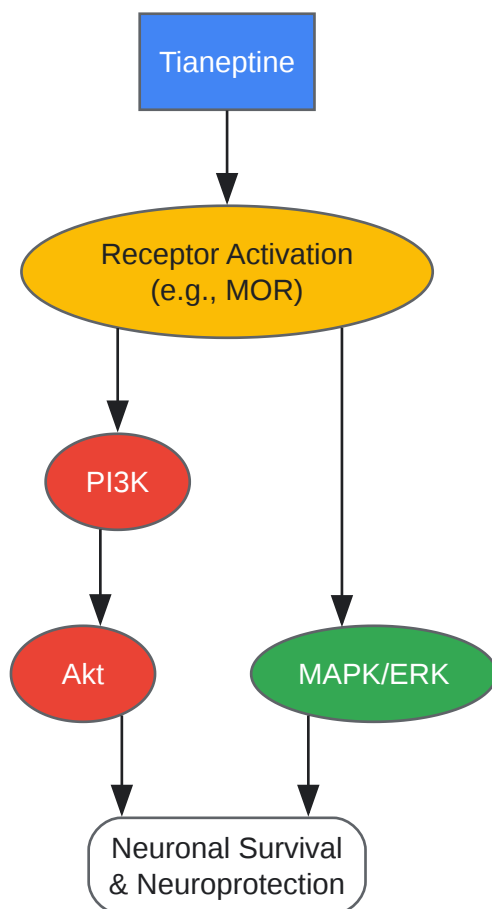 Tianeptine
Receptor Activation
(e.g., MOR)
PI3K
Akt
MAPK/ERK
Neuronal Survival
& Neuroprotection